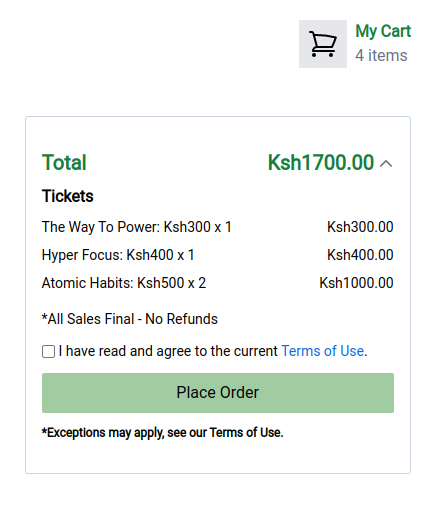 My Cart
4 items
Total Ksh1700.00
Tickets
The Way To Power: Ksh300 x 1 Ksh300.00
Hyper Focus: Ksh400 x 1 Ksh400.00
Atomic Habits: Ksh500 x 2 Ksh1000.00
*All Sales Final - No Refunds
I have read and agree to the current Terms of Use.
Place Order
*Exceptions may apply, see our Terms of Use.